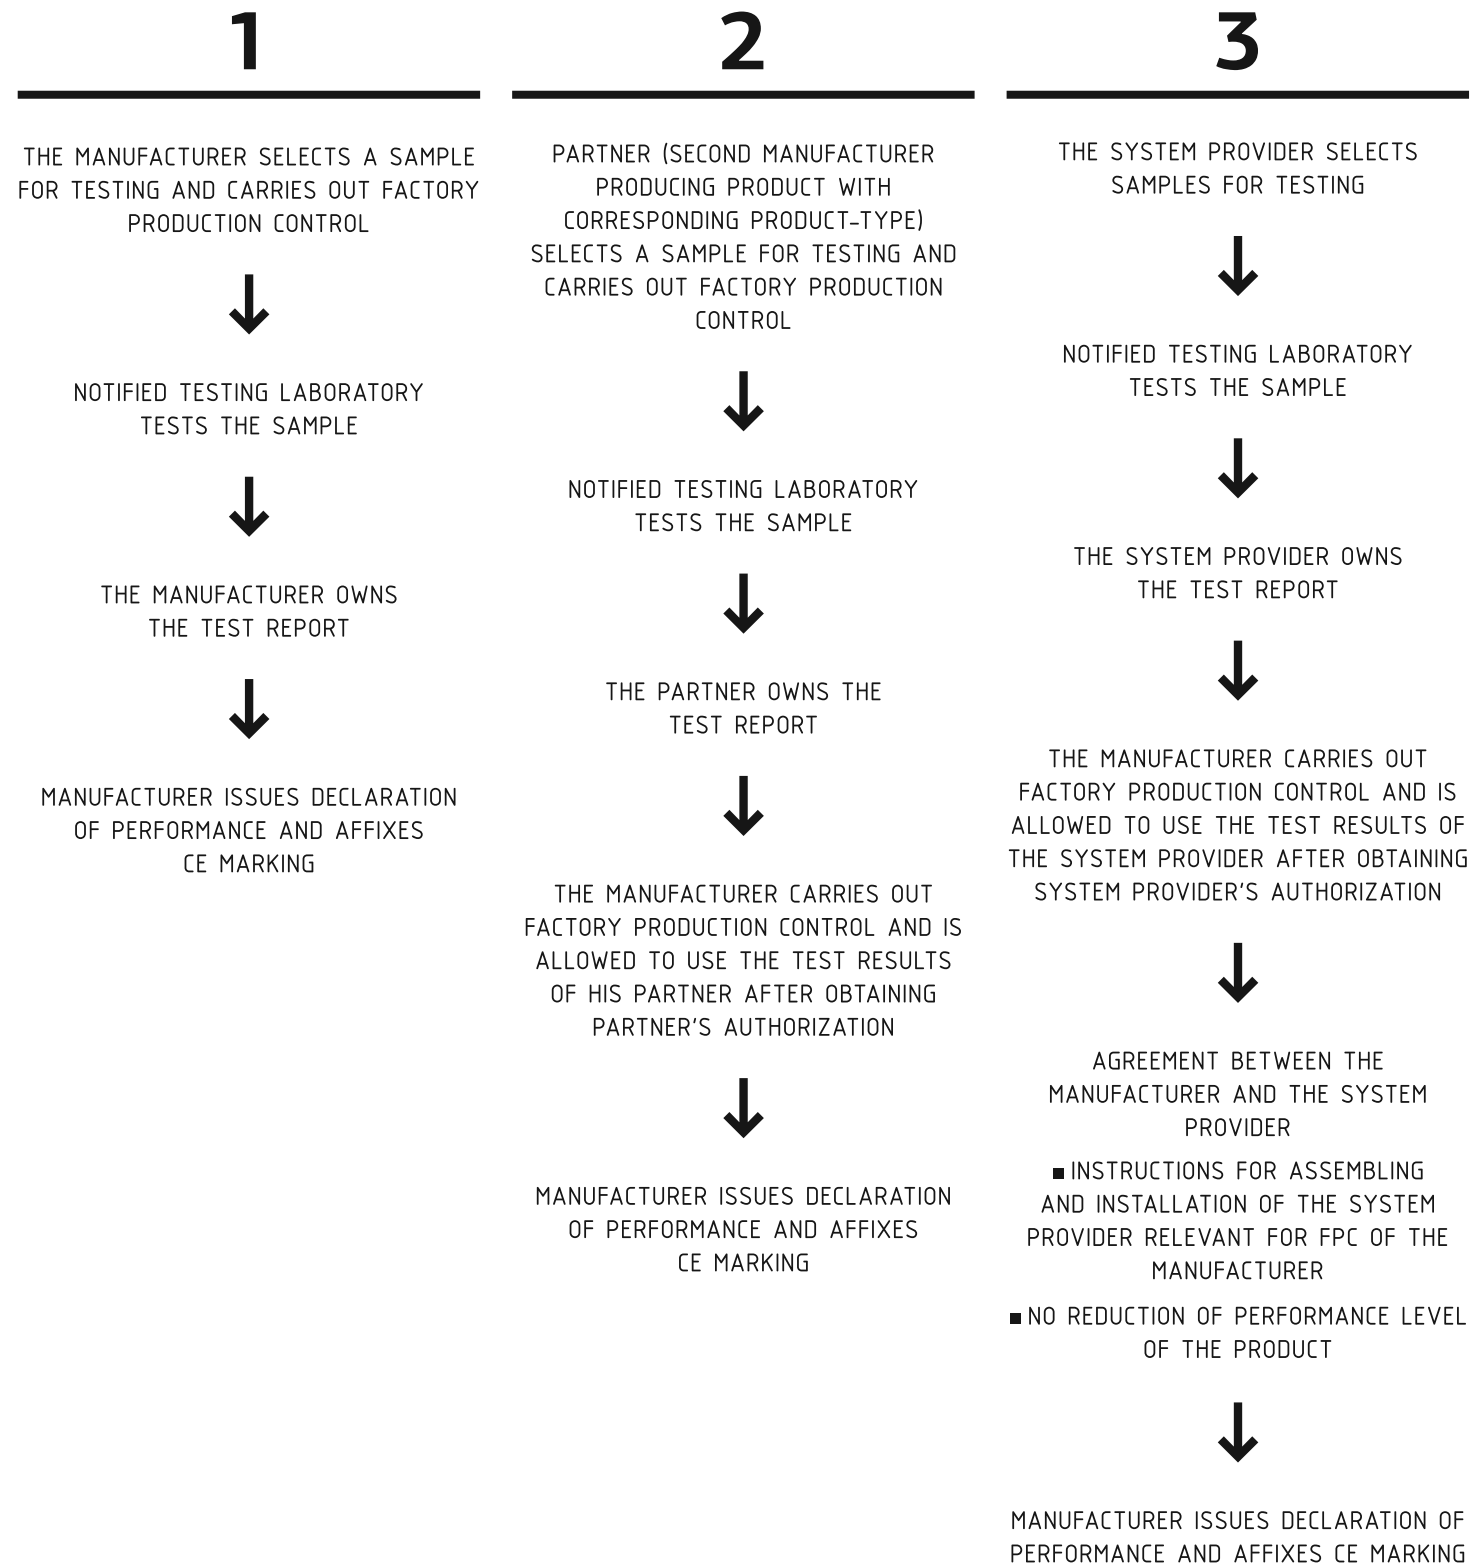 1
THE MANUFACTURER SELECTS A SAMPLE
FOR TESTING AND CARRIES OUT FACTORY
PRODUCTION CONTROL
NOTIFIED TESTING LABORATORY
TESTS THE SAMPLE
THE MANUFACTURER OWNS
THE TEST REPORT
MANUFACTURER ISSUES DECLARATION
OF PERFORMANCE AND AFFIXES
CE MARKING
2
PARTNER (SECOND MANUFACTURER
PRODUCING PRODUCT WITH
CORRESPONDING PRODUCT-TYPE)
SELECTS A SAMPLE FOR TESTING AND
CARRIES OUT FACTORY PRODUCTION
CONTROL
NOTIFIED TESTING LABORATORY
TESTS THE SAMPLE
THE PARTNER OWNS THE
TEST REPORT
THE MANUFACTURER CARRIES OUT
FACTORY PRODUCTION CONTROL AND IS
ALLOWED TO USE THE TEST RESULTS
OF HIS PARTNER AFTER OBTAINING
PARTNER'S AUTHORIZATION
MANUFACTURER ISSUES DECLARATION
OF PERFORMANCE AND AFFIXES
CE MARKING
3
THE SYSTEM PROVIDER SELECTS
SAMPLES FOR TESTING
NOTIFIED TESTING LABORATORY
TESTS THE SAMPLE
THE SYSTEM PROVIDER OWNS
THE TEST REPORT
THE MANUFACTURER CARRIES OUT
FACTORY PRODUCTION CONTROL AND IS
ALLOWED TO USE THE TEST RESULTS OF
THE SYSTEM PROVIDER AFTER OBTAINING
SYSTEM PROVIDER'S AUTHORIZATION
AGREEMENT BETWEEN THE
MANUFACTURER AND THE SYSTEM
PROVIDER
■ INSTRUCTIONS FOR ASSEMBLING
AND INSTALLATION OF THE SYSTEM
PROVIDER RELEVANT FOR FPC OF THE
MANUFACTURER
■ NO REDUCTION OF PERFORMANCE LEVEL
OF THE PRODUCT
MANUFACTURER ISSUES DECLARATION OF
PERFORMANCE AND AFFIXES CE MARKING